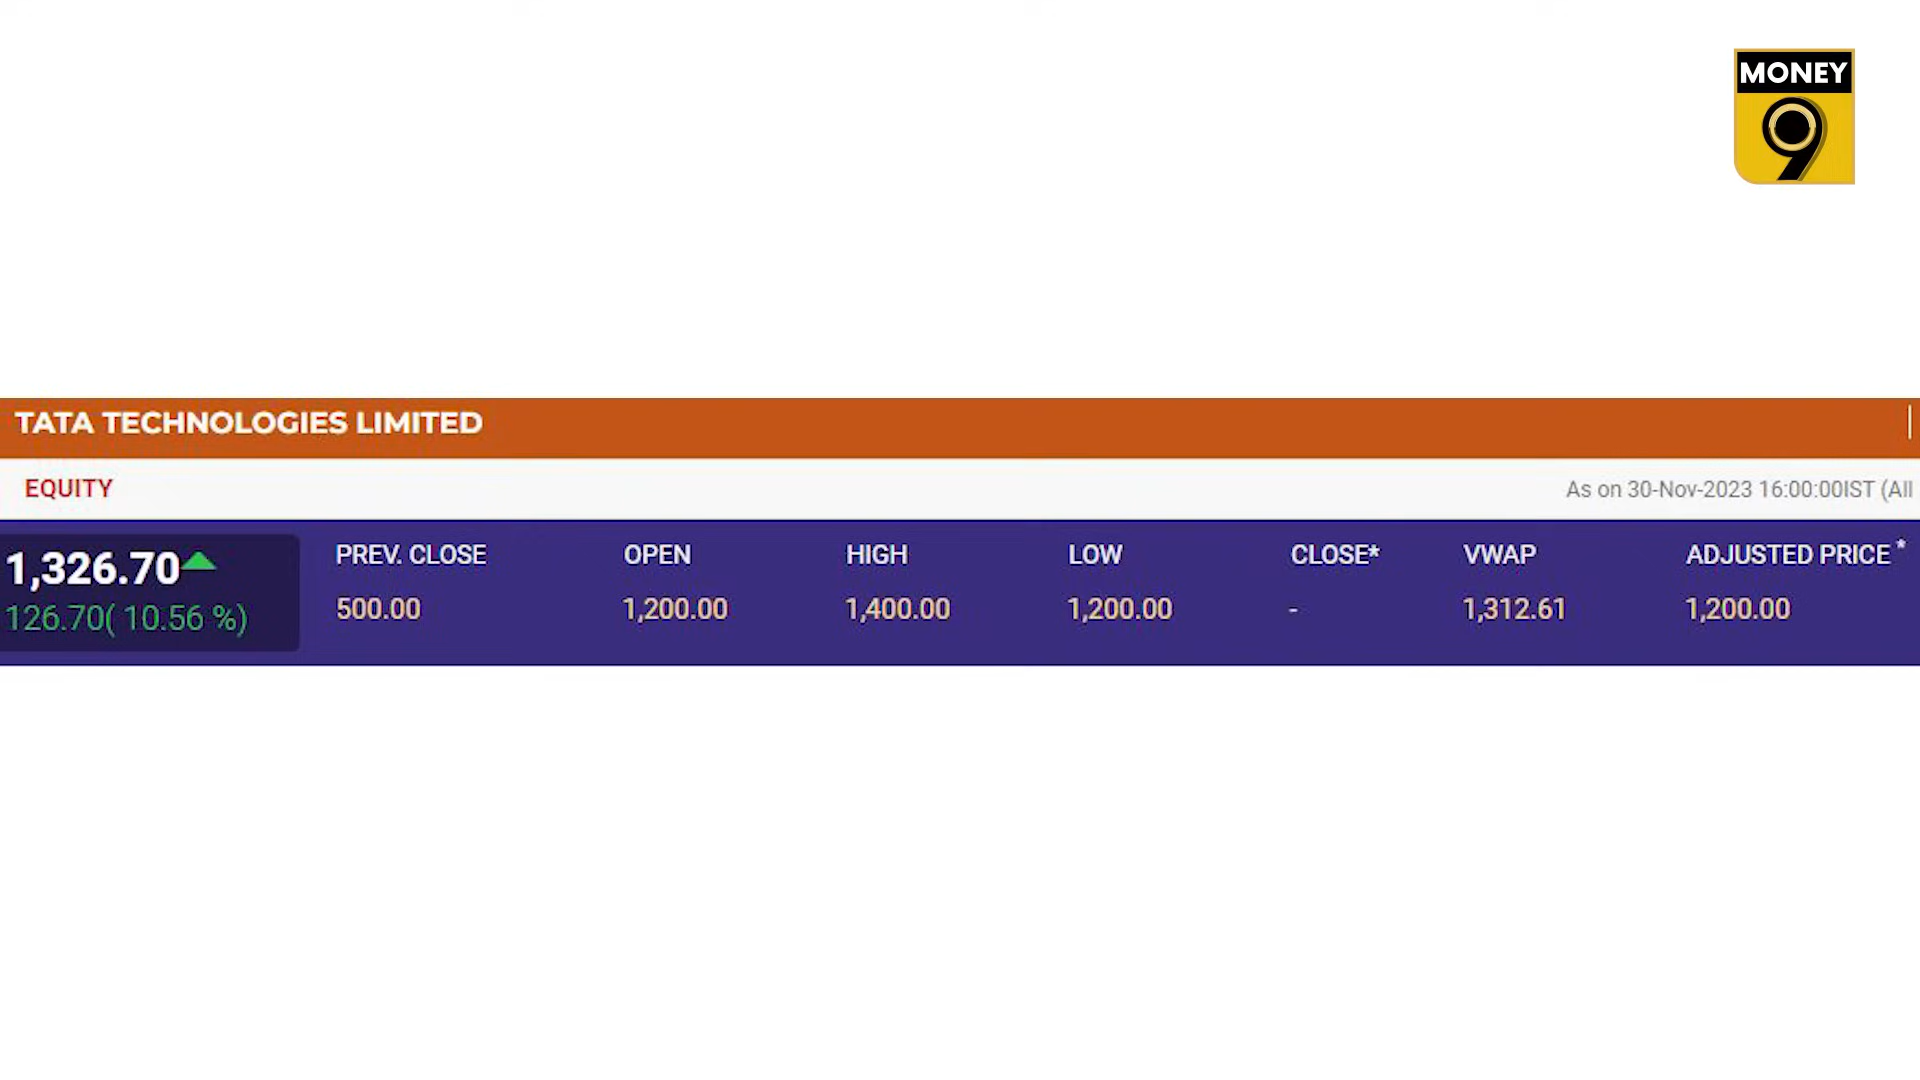 MONEY
9
TATA TECHNOLOGIES LIMITED |
EQUITY As on 30-Nov-2023 16:00:00IST (All
1,326.70
126.70( 10.56 %)
PREV. CLOSE OPEN HIGH LOW CLOSE* VWAP ADJUSTED PRICE *
500.00 1,200.00 1,400.00 1,200.00 - 1,312.61 1,200.00